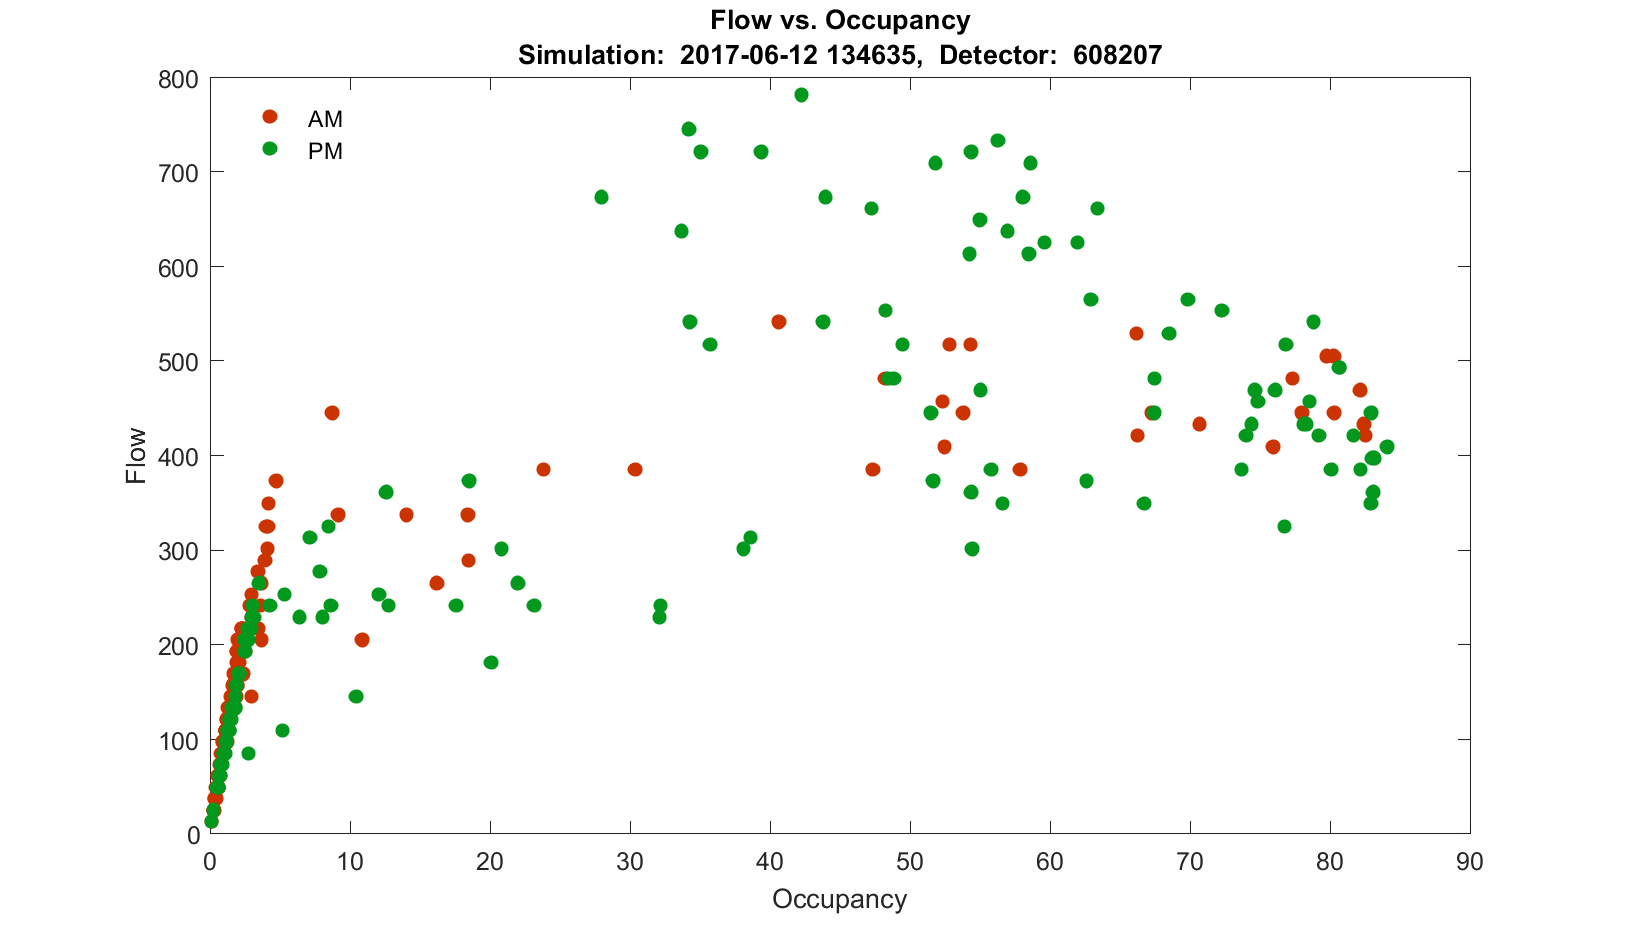 Flow vs. Occupancy
Simulation:  2017-06-12 134635,  Detector:  608207
800
700
600
500
400
300
200
100
0
AM
PM
Flow
0 10 20 30 40 50 60 70 80 90
Occupancy